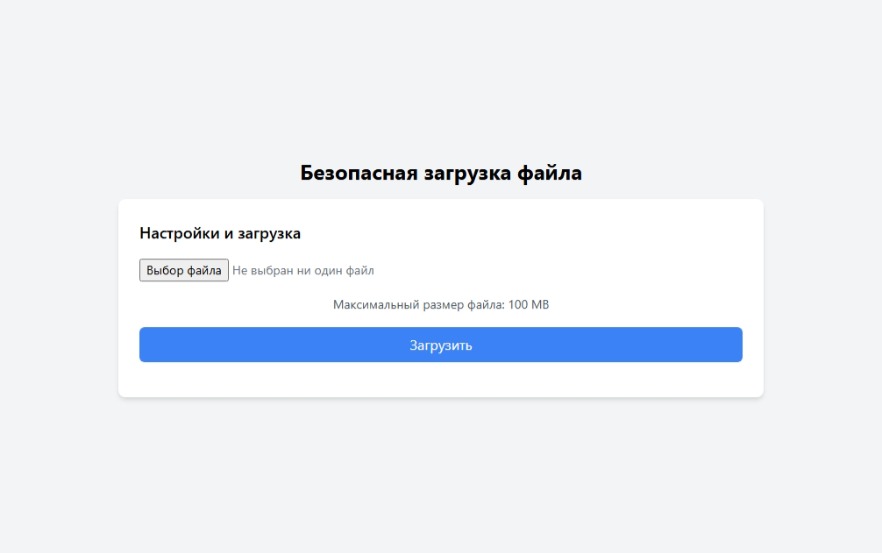 Безопасная загрузка файла
Настройки и загрузка
Выбор файла Не выбран ни один файл
Максимальный размер файла: 100 MB
Загрузить